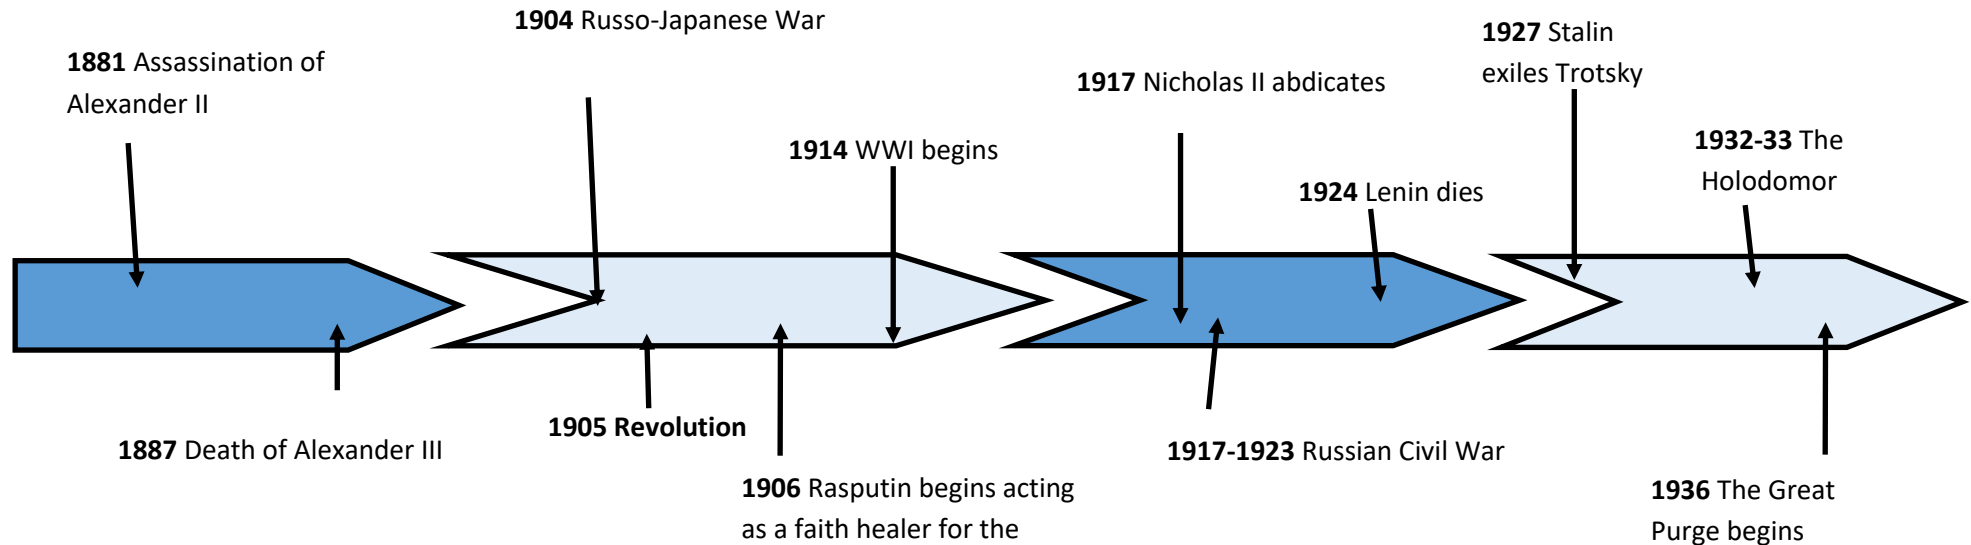 1904 Russo-Japanese War
1881 Assassination of
Alexander II
1927 Stalin
exiles Trotsky
1917 Nicholas II abdicates
1914 WWI begins
1932-33 The
Holodomor
1924 Lenin dies
1887 Death of Alexander III
1905 Revolution
1906 Rasputin begins acting
as a faith healer for the
1917-1923 Russian Civil War
1936 The Great
Purge begins